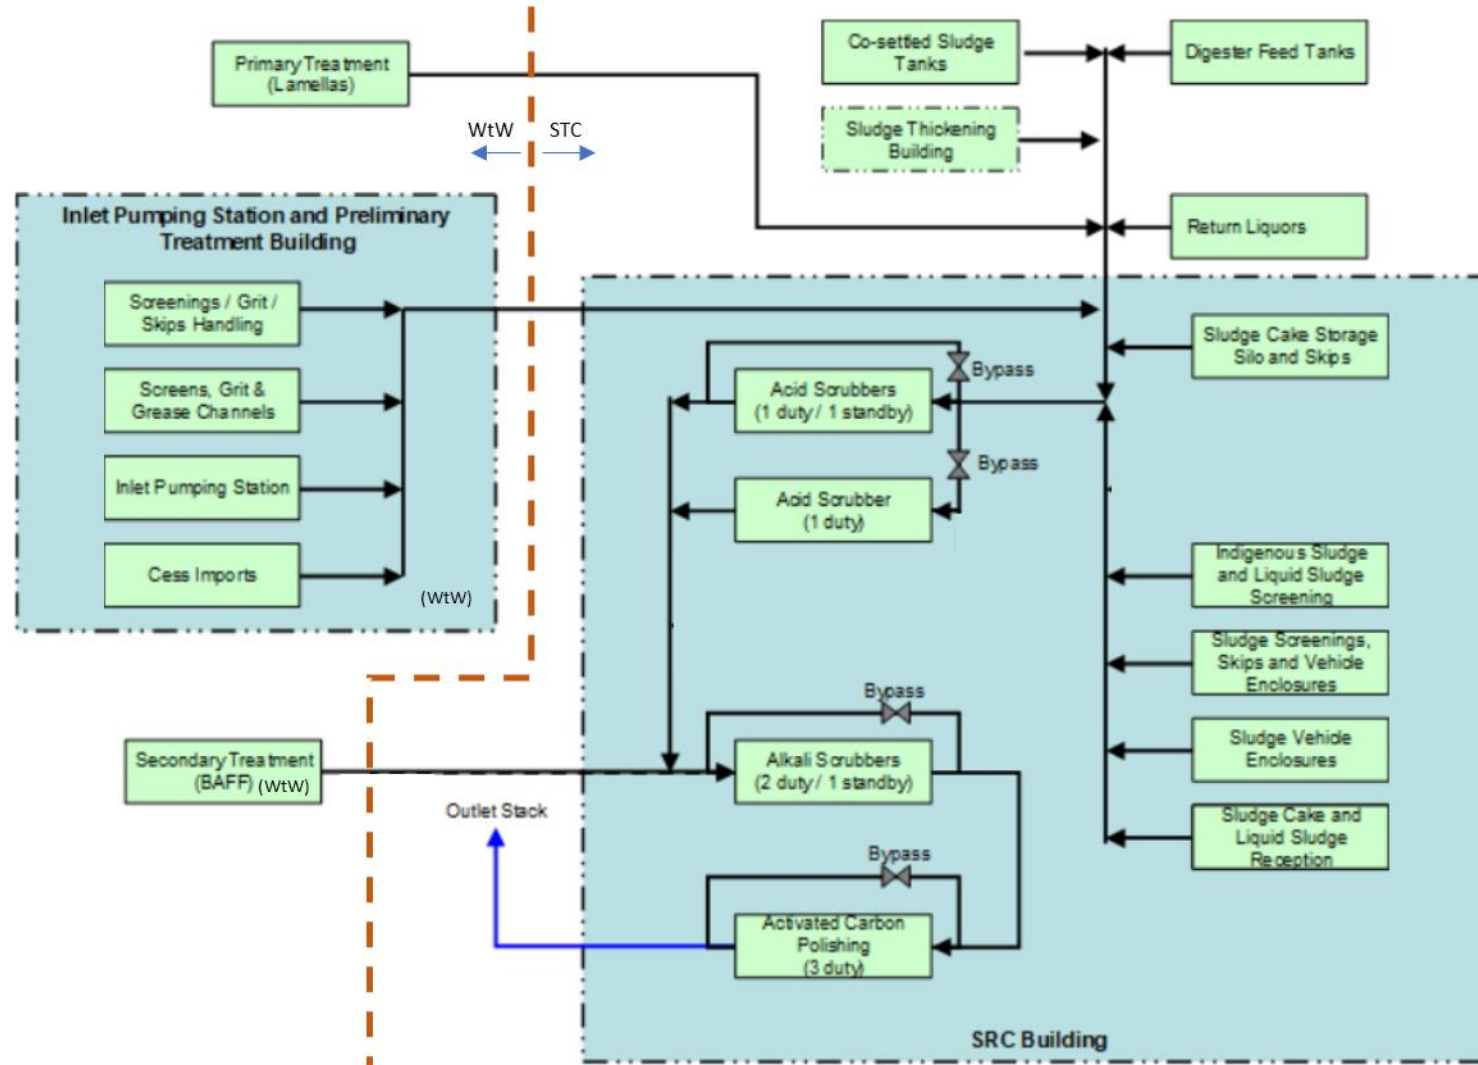 Primary Treatment
(Lamellas)
WtW
STC
Co-settled Sludge
Tanks
Digester Feed Tanks
Sludge Thickening
Building
Return Liquors
Inlet Pumping Station and Preliminary
Treatment Building
Screenings / Grit /
Skips Handling
Screens, Grit &
Grease Channels
Inlet Pumping Station
Cess Imports
(WtW)
Sludge Cake Storage
Silo and Skips
Bypass
Acid Scrubbers
(1 duty / 1 standby)
Bypass
Acid Scrubber
(1 duty)
Indigenous Sludge
and Liquid Sludge
Screening
Sludge Screenings,
Skips and Vehicle
Enclosures
Sludge Vehicle
Enclosures
Sludge Cake and
Liquid Sludge
Reception
Secondary Treatment
(BAFF) (WtW)
Bypass
Alkali Scrubbers
(2 duty / 1 standby)
Outlet Stack
Bypass
Activated Carbon
Polishing
(3 duty)
SRC Building